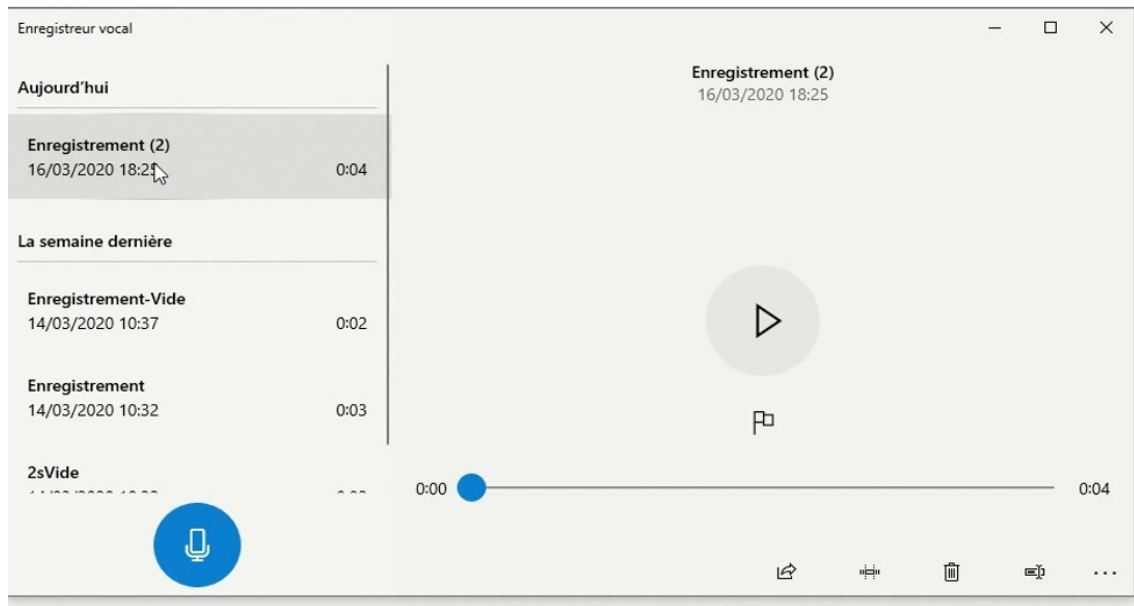 Enregistreur vocal
Aujourd'hui
Enregistrement (2)
16/03/2020 18:25
0:04
La semaine dernière
Enregistrement-Vide
14/03/2020 10:37
0:02
Enregistrement
14/03/2020 10:32
0:03
2sVide
Enregistrement (2)
16/03/2020 18:25
0:00
0:04